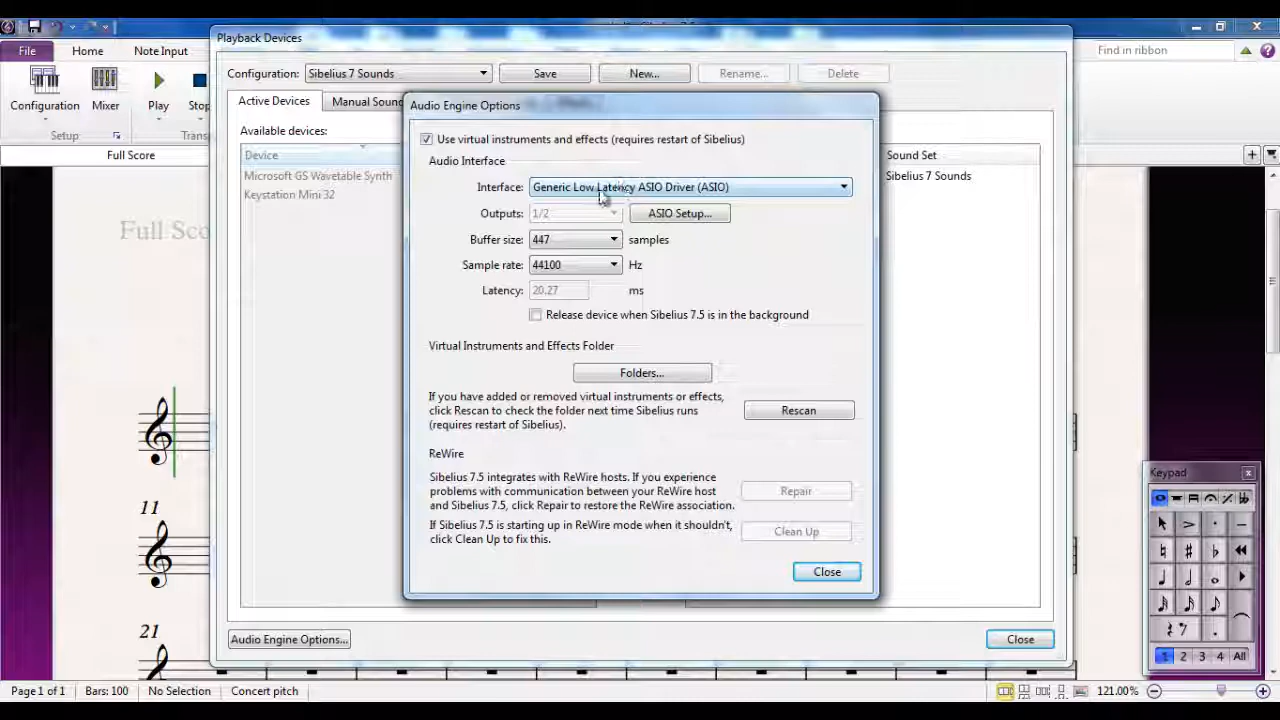 Playback Devices
File Home Note Input Find in ribbon
Configuration: Sibelius 7 Sounds Save New... Rename... Delete
Configuration Mixer Play Stop
Setup
Active Devices Manual Soun
Audio Engine Options
Available devices:
Full Score
Device Sound Set
Microsoft GS Wavetable Synth Sibelius 7 Sounds
Keystation Mini 32
Use virtual instruments and effects (requires restart of Sibelius)
Audio Interface
Interface: Generic Low Latency ASIO Driver (ASIO)
Outputs: 1/2 ASIO Setup...
Buffer size: 447 samples
Sample rate: 44100 Hz
Latency: 20.27 ms
Release device when Sibelius 7.5 is in the background
Virtual Instruments and Effects Folder
Folders...
If you have added or removed virtual instruments or effects,
click Rescan to check the folder next time Sibelius runs
(requires restart of Sibelius).
Rescan
ReWire
Sibelius 7.5 integrates with ReWire hosts. If you experience
problems with communication between your ReWire host
and Sibelius 7.5, click Repair to restore the ReWire association.
Repair
If Sibelius 7.5 is starting up in ReWire mode when it shouldn't,
click Clean Up to fix this.
Clean Up
Close
Full Sco
11
21
Keypad
1 2 3 4 All
Audio Engine Options... Close
Page 1 of 1 Bars: 100 No Selection Concert pitch 121.00%